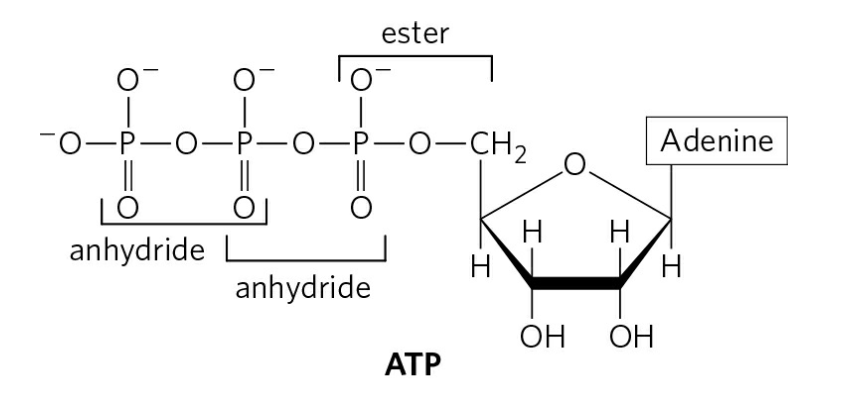 ester
O⁻ O⁻ O⁻
⁻O—P—O—P—O—P—O—CH₂ O Adenine
O O O
anhydride
anhydride
H H H H
OH OH
ATP